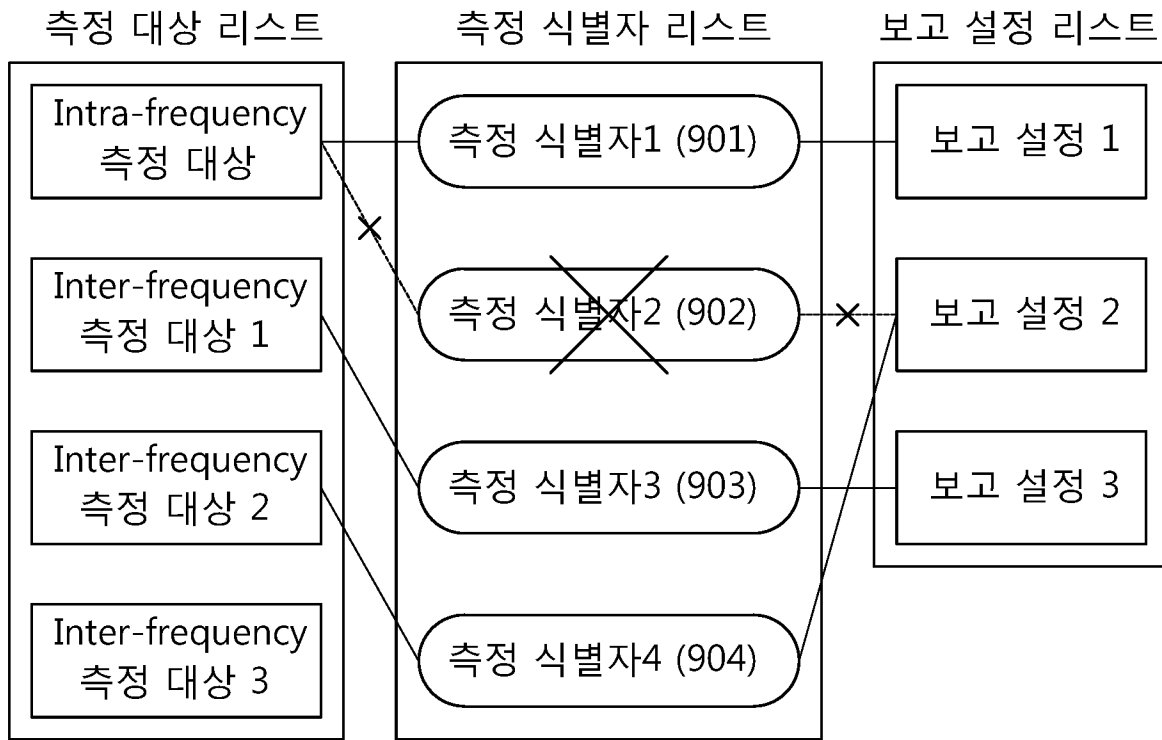 측정 대상 리스트
Intra-frequency
측정 대상
Inter-frequency
측정 대상 1
Inter-frequency
측정 대상 2
Inter-frequency
측정 대상 3
측정 식별자 리스트
측정 식별자1 (901)
측정 식별자2 (902)
측정 식별자3 (903)
측정 식별자4 (904)
보고 설정 리스트
보고 설정 1
보고 설정 2
보고 설정 3